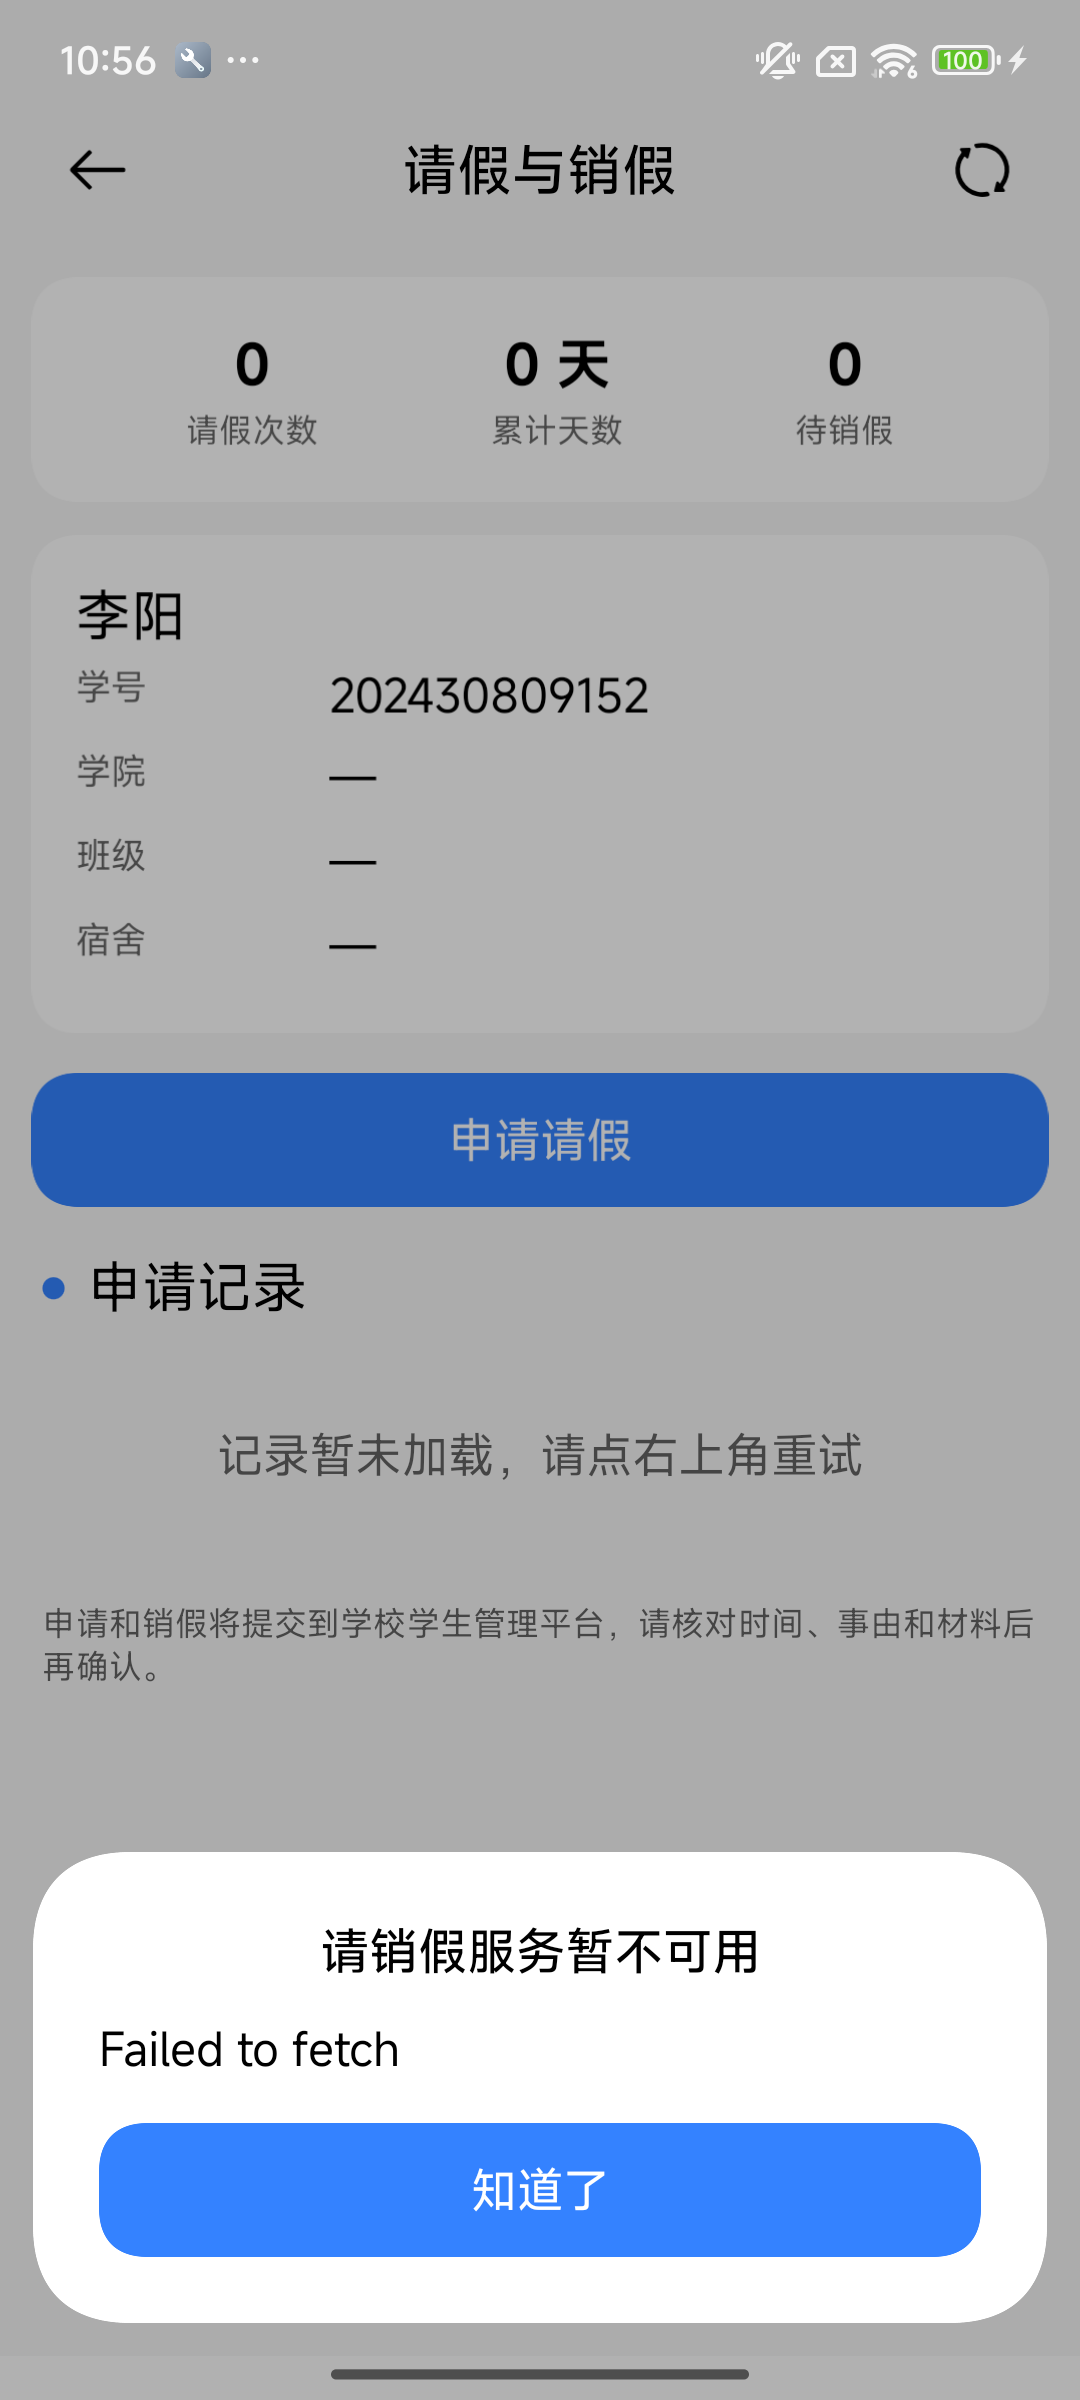 10:56
100
请假与销假
0
0 天
0
请假次数
累计天数
待销假
李阳
学号
202430809152
学院
—
班级
—
宿舍
—
申请请假
申请记录
记录暂未加载，请点右上角重试
申请和销假将提交到学校学生管理平台，请核对时间、事由和材料后
再确认。
请销假服务暂不可用
Failed to fetch
知道了